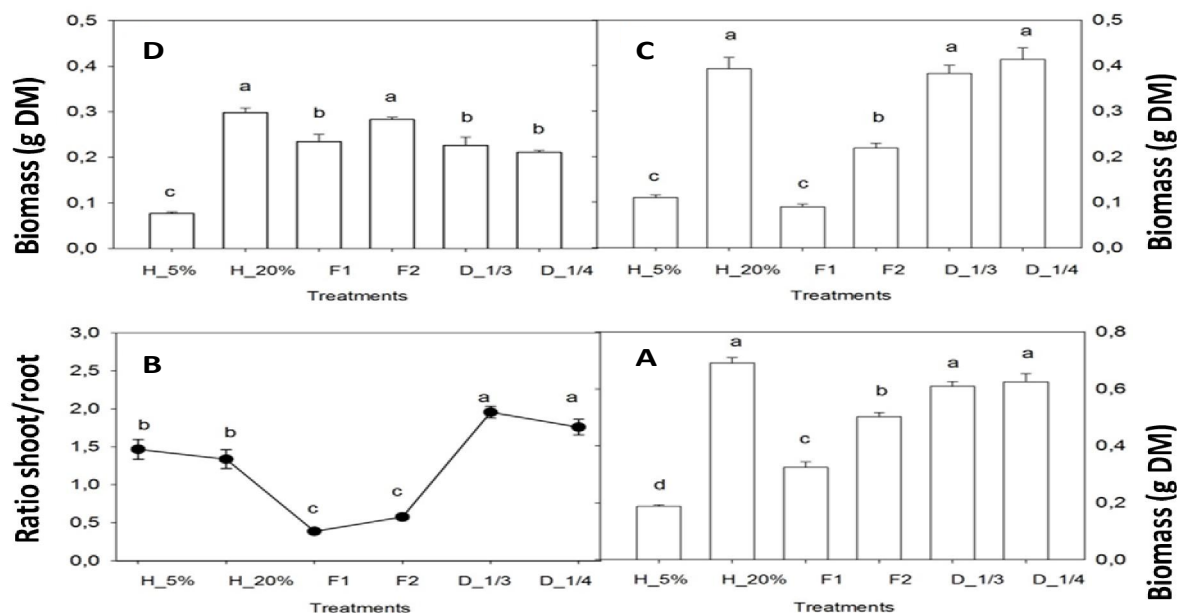 Biomass (g DM)
0,5
0,4
0,3
0,2
0,1
0,0
D
c
a
b
a
b
b
H_5% H_20% F1 F2 D_1/3 D_1/4
Treatments
C
c
a
c
b
a
a
H_5% H_20% F1 F2 D_1/3 D_1/4
Treatments
0,5
0,4
0,3
0,2
0,1
0,0
Biomass (g DM)
Ratio shoot/root
3,0
2,5
2,0
1,5
1,0
0,5
0,0
B
b
b
c
c
a
a
H_5% H_20% F1 F2 D_1/3 D_1/4
Treatments
A
d
a
c
b
a
a
H_5% H_20% F1 F2 D_1/3 D_1/4
Treatments
0,8
0,6
0,4
0,2
0,0
Biomass (g DM)